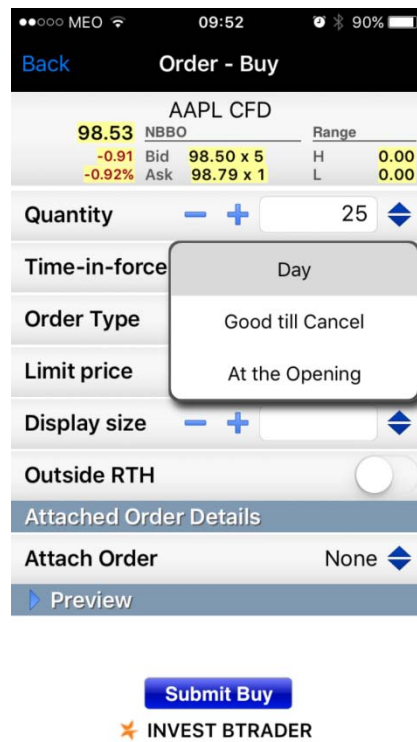 MEO 09:52 90%
Back Order - Buy
AAPL CFD
98.53 NBBO Range
-0.91 Bid 98.50 x 5 H 0.00
-0.92% Ask 98.79 x 1 L 0.00
Quantity 25
Time-in-force Day
Order Type Good till Cancel
Limit price At the Opening
Display size
Outside RTH
Attached Order Details
Attach Order None
Preview
Submit Buy
INVEST BTRADER